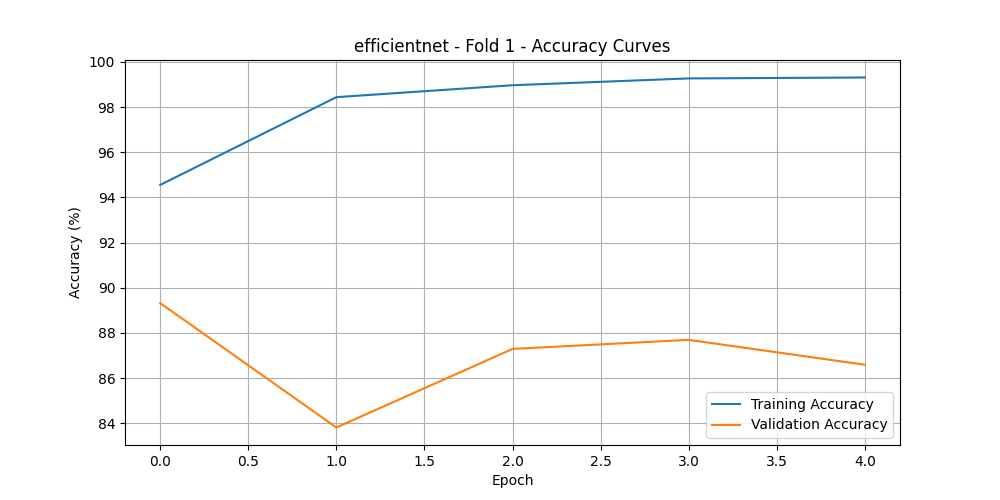 efficientnet - Fold 1 - Accuracy Curves
Accuracy (%)
100
98
96
94
92
90
88
86
84
Training Accuracy
Validation Accuracy
0.0 0.5 1.0 1.5 2.0 2.5 3.0 3.5 4.0
Epoch